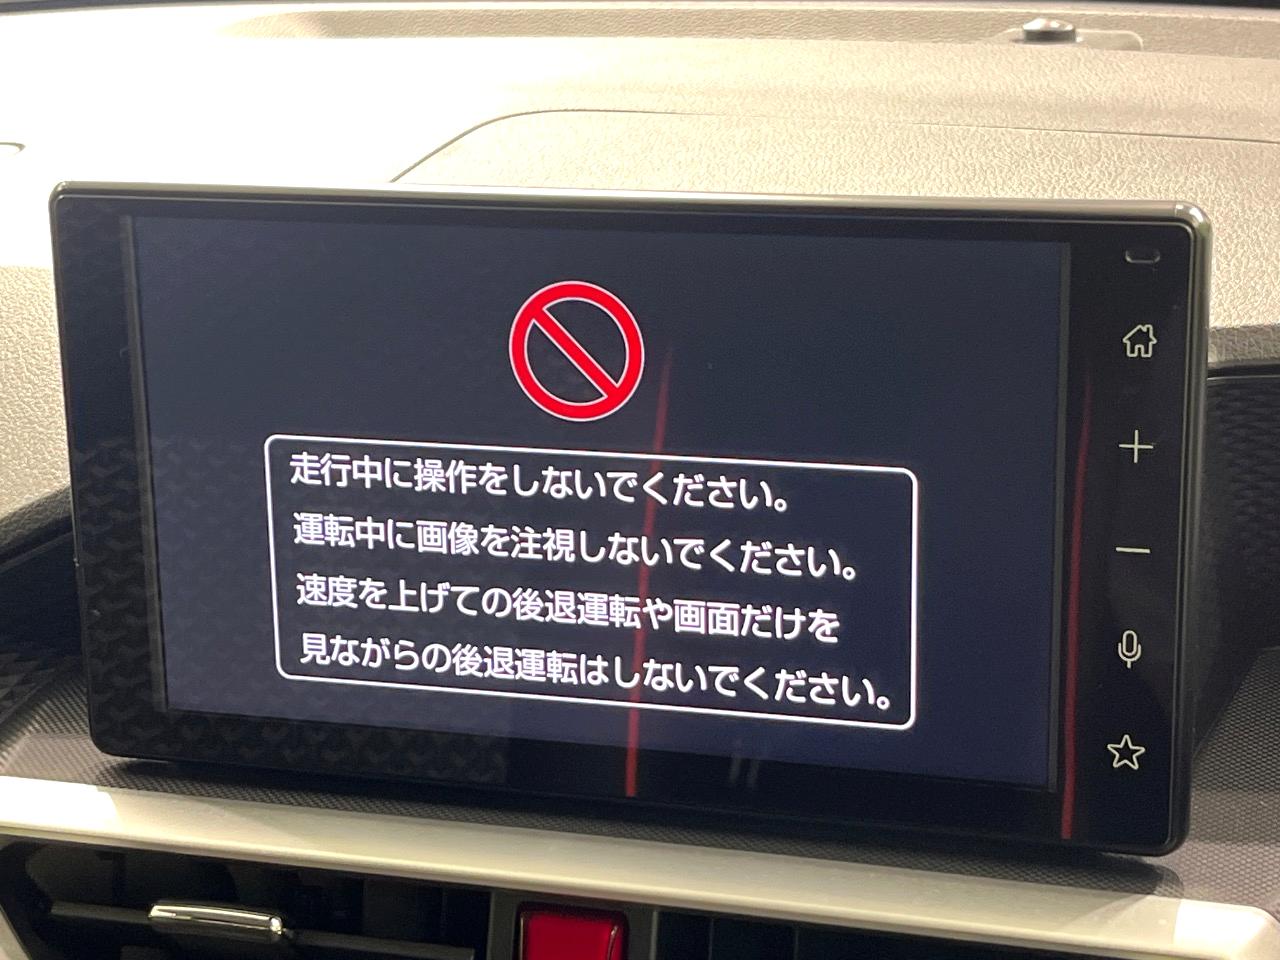 走行中に操作をしないでください。
運転中に画像を注視しないでください。
速度を上げての後退運転や画面だけを
見ながらの後退運転はしないでください。